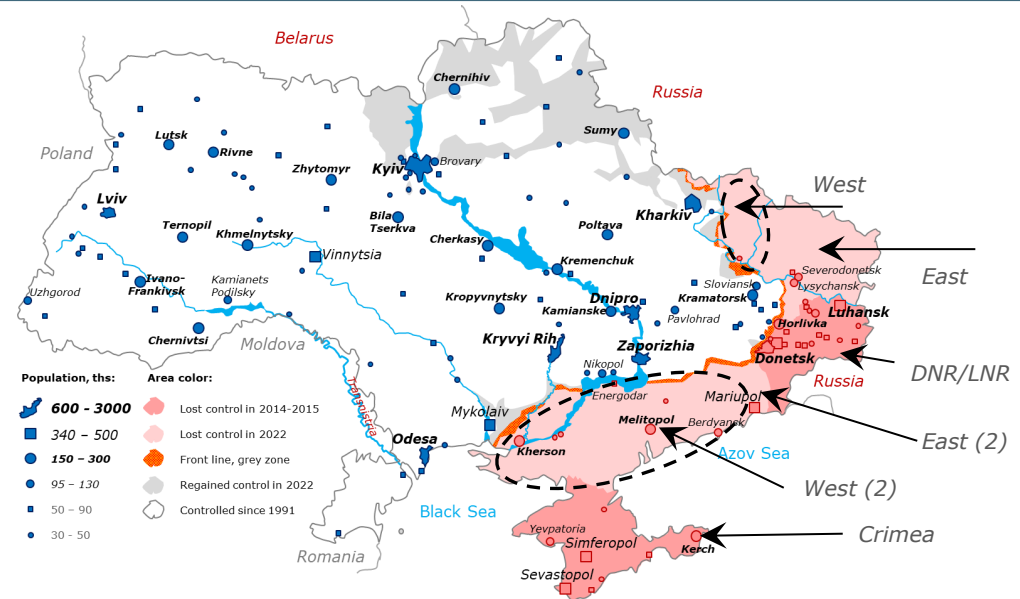 Belarus
Chernihiv
Russia
Lutsk
Rivne
Sumy
Poland
Zhytomyr
Kyiv
Brovary
West
Lviv
Bila
Tserkva
Kharkiv
Ternopil
Khmelnytsky
Cherkasy
Poltava
Vinnytsia
Kremenchuk
East
Ivano-
Frankivsk
Kamianets
Podilsky
Uzhgorod
Kropyvnytsky
Dnipro
Kamianske
Sloviansk
Kramatorsk
Severodonetsk
Lysychansk
Pavlohrad
Luhansk
Horlivka
Chernivtsi
Moldova
Kryvyi Rih
Zaporizhia
Donetsk
Nikopol
Energodar
Russia
DNR/LNR
Transnistria
Population, ths:
600 – 3000
340 – 500
150 – 300
95 – 130
50 – 90
30 - 50
Area color:
Lost control in 2014-2015
Lost control in 2022
Front line, grey zone
Regained control in 2022
Controlled since 1991
Mykolaiv
Mariupol
Melitopol
Berdyansk
East (2)
Odesa
Kherson
Azov Sea
West (2)
Black Sea
Yevpatoria
Simferopol
Kerch
Crimea
Romania
Sevastopol